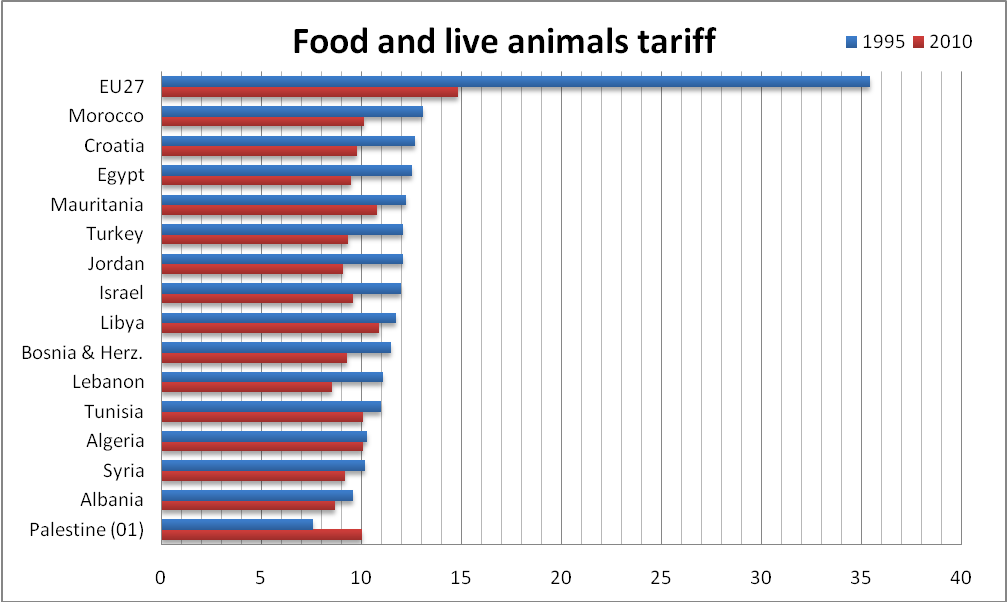 Food and live animals tariff
1995 2010
EU27
Morocco
Croatia
Egypt
Mauritania
Turkey
Jordan
Israel
Libya
Bosnia & Herz.
Lebanon
Tunisia
Algeria
Syria
Albania
Palestine (01)
0 5 10 15 20 25 30 35 40